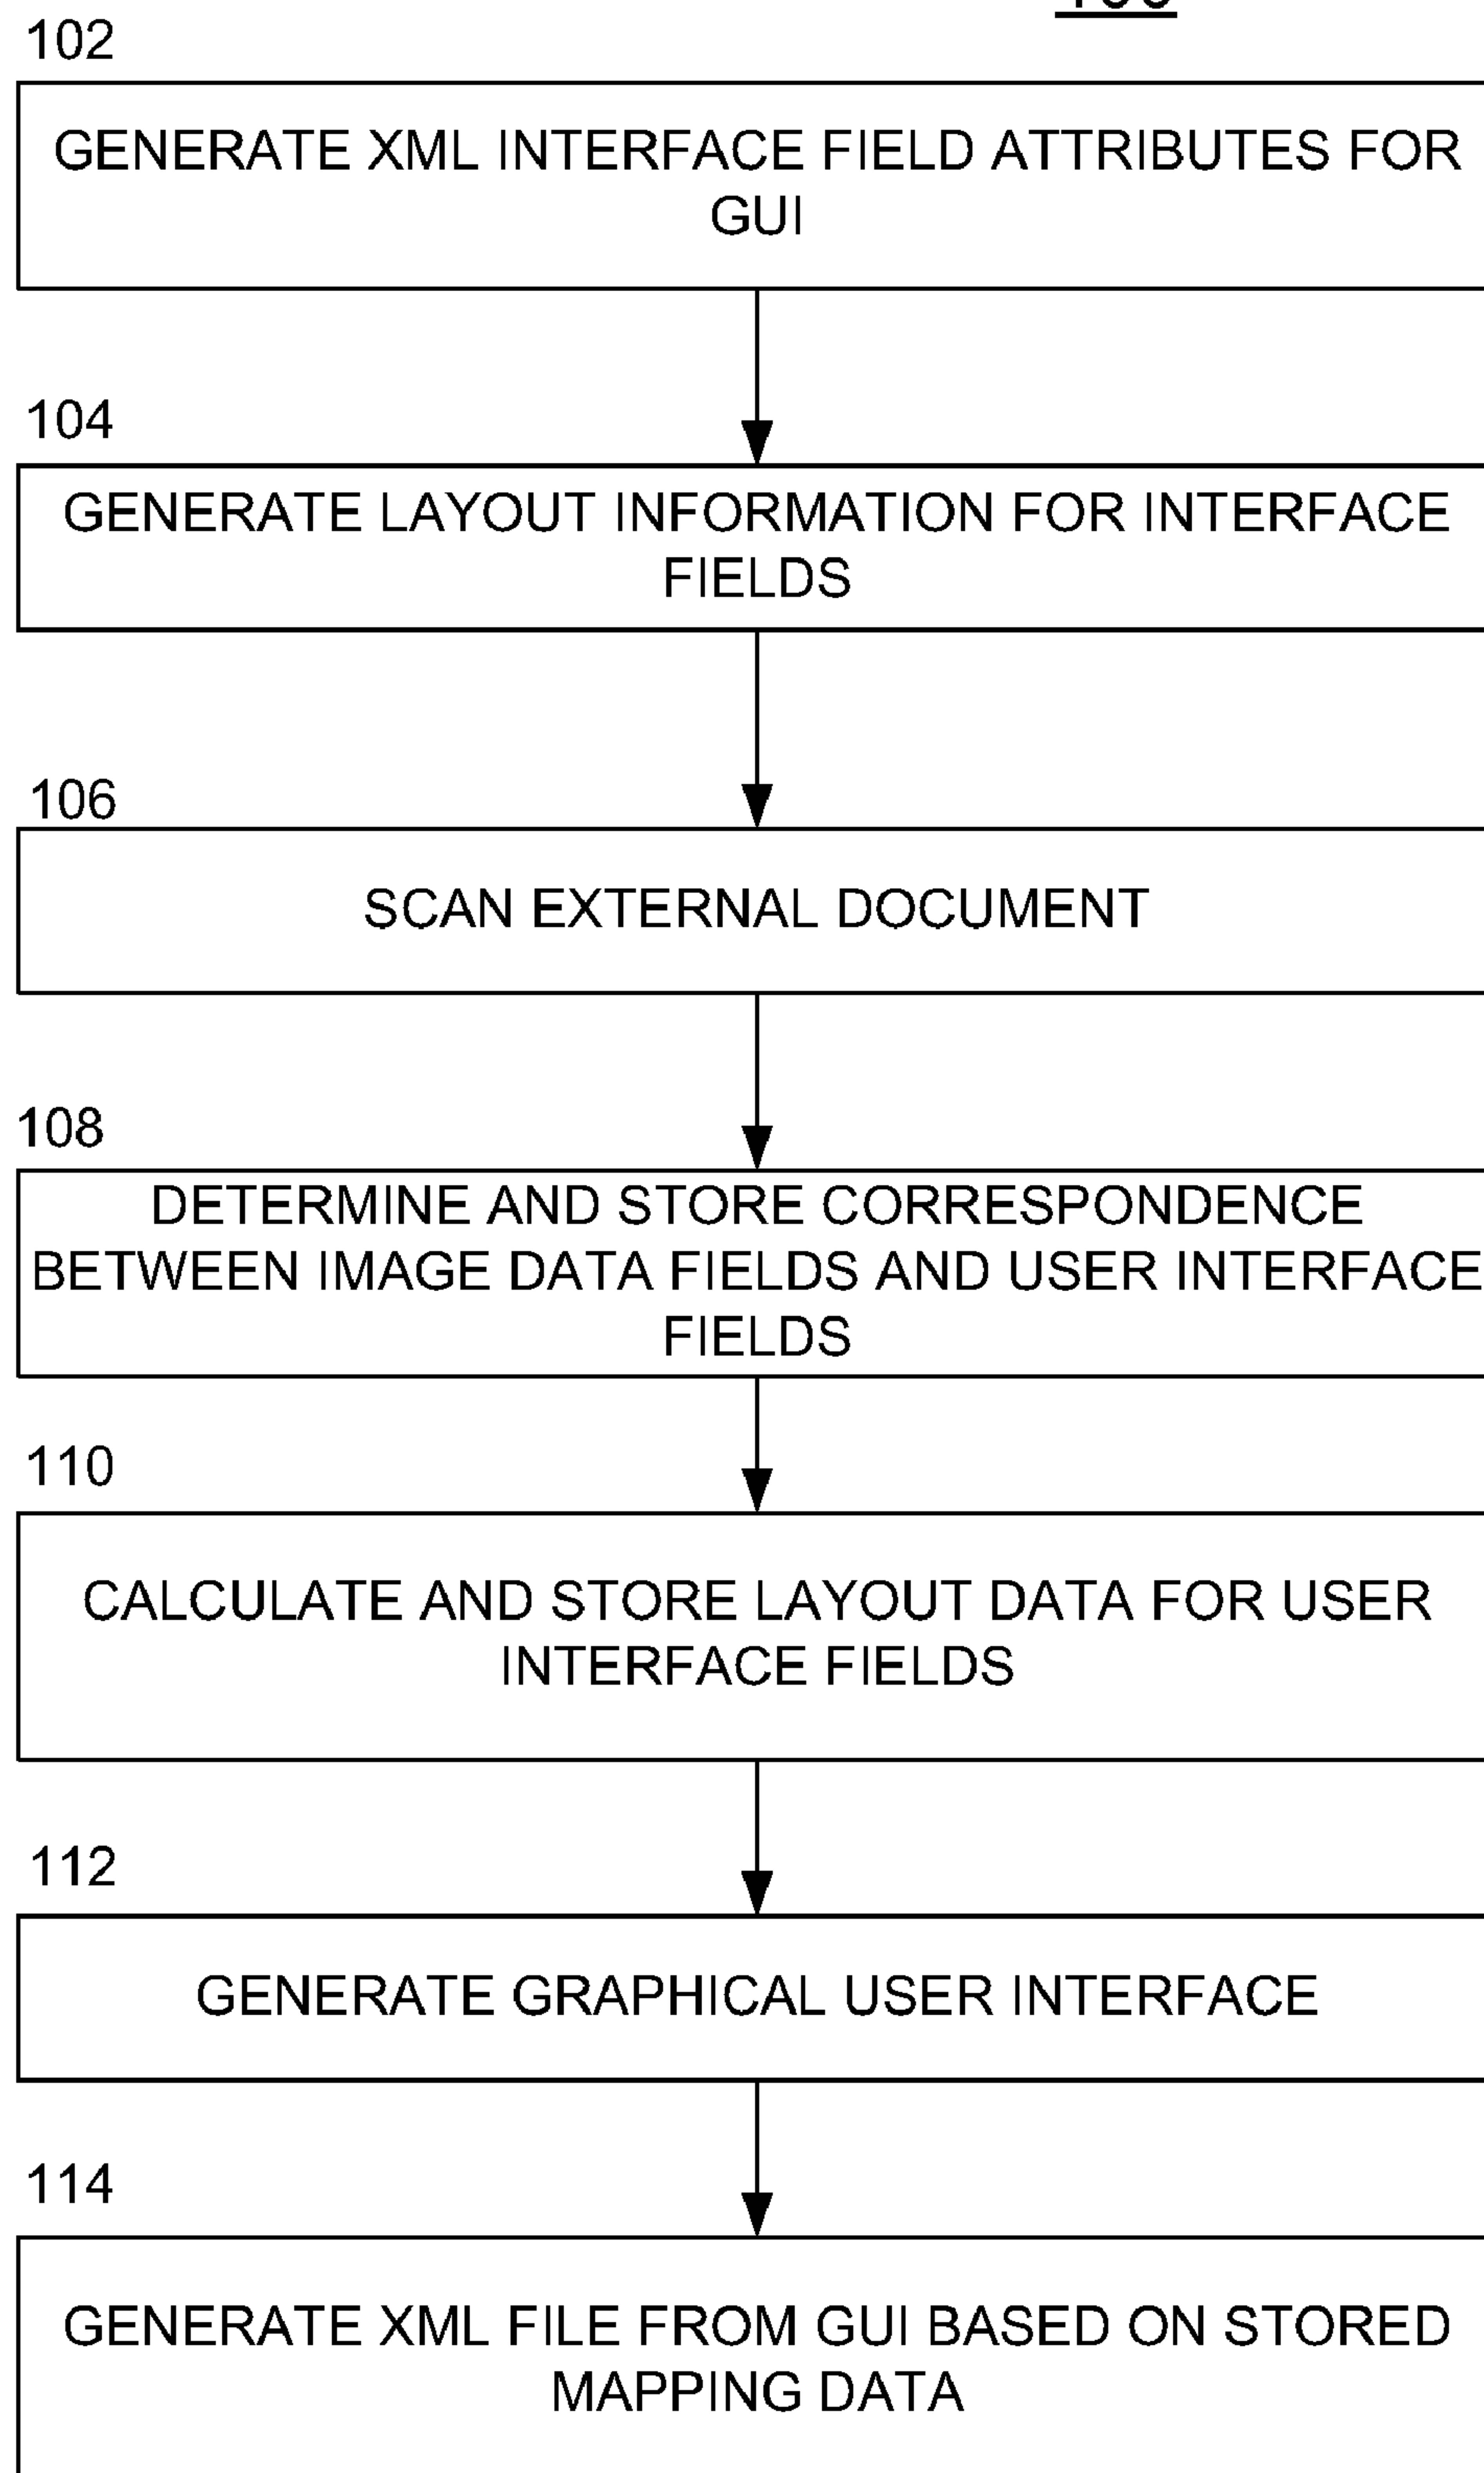 102
GENERATE XML INTERFACE FIELD ATTRIBUTES FOR
GUI
104
GENERATE LAYOUT INFORMATION FOR INTERFACE
FIELDS
106
SCAN EXTERNAL DOCUMENT
108
DETERMINE AND STORE CORRESPONDENCE
BETWEEN IMAGE DATA FIELDS AND USER INTERFACE
FIELDS
110
CALCULATE AND STORE LAYOUT DATA FOR USER
INTERFACE FIELDS
112
GENERATE GRAPHICAL USER INTERFACE
114
GENERATE XML FILE FROM GUI BASED ON STORED
MAPPING DATA